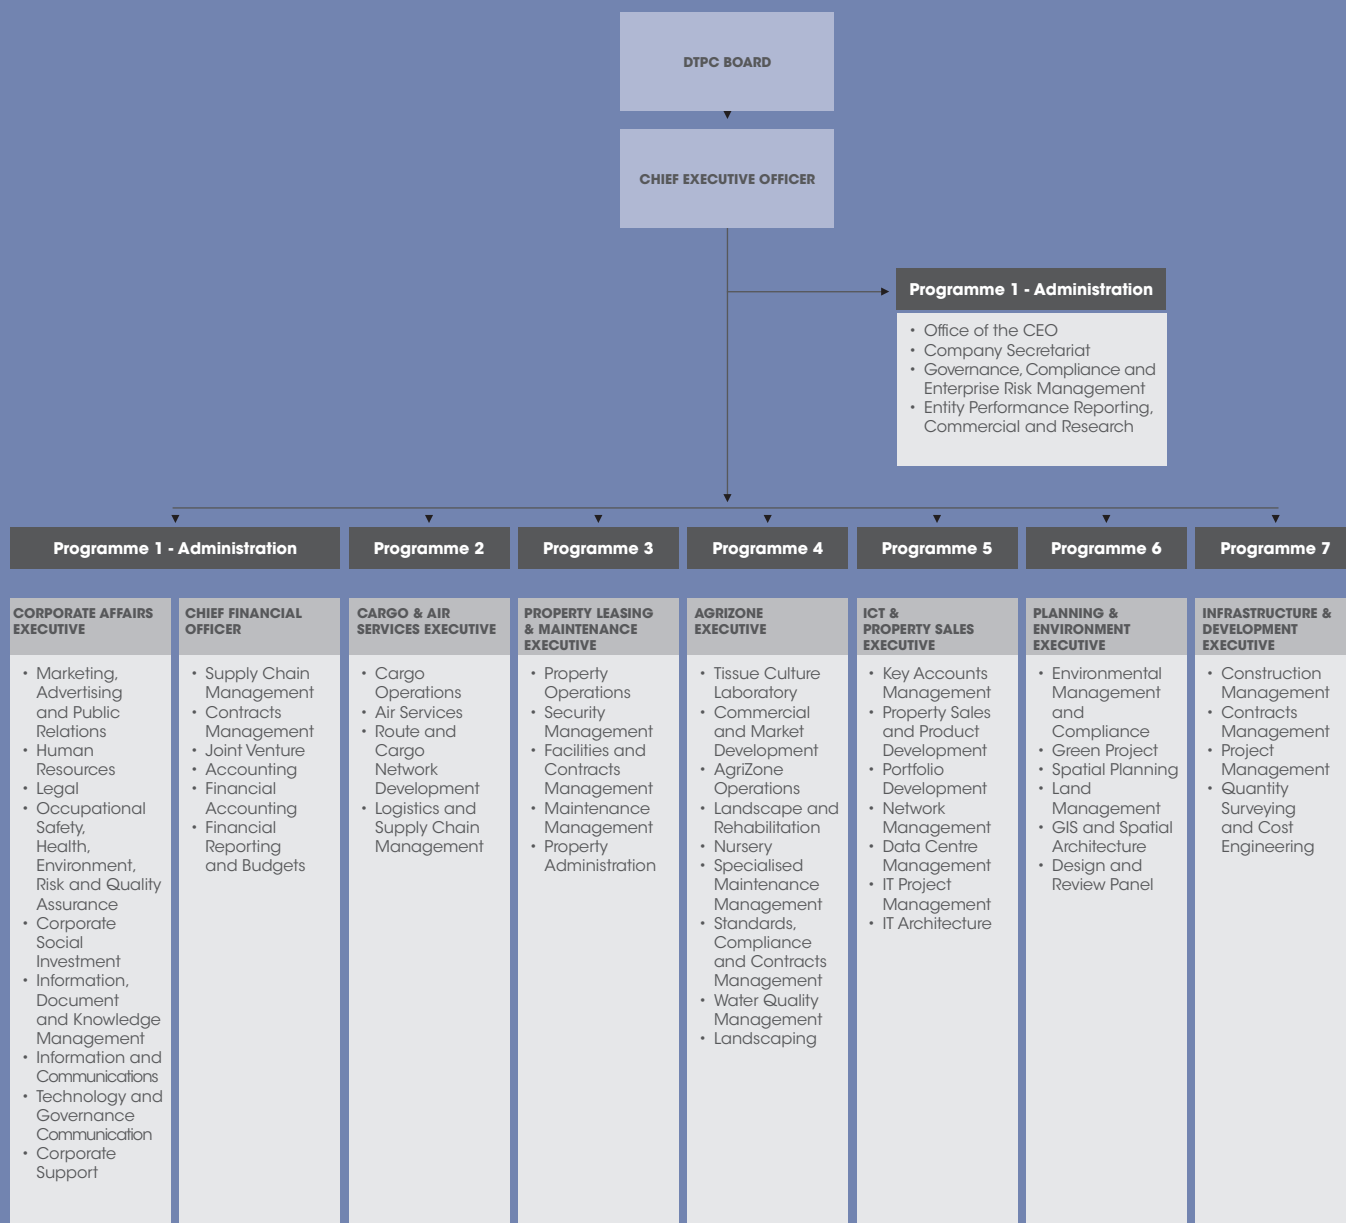 DTPC BOARD
CHIEF EXECUTIVE OFFICER
Programme 1 - Administration
• Office of the CEO
• Company Secretariat
• Governance, Compliance and
Enterprise Risk Management
• Entity Performance Reporting,
Commercial and Research
Programme 1 - Administration
Programme 2
Programme 3
Programme 4
Programme 5
Programme 6
Programme 7
CORPORATE AFFAIRS
EXECUTIVE
• Marketing,
Advertising
and Public
Relations
• Human
Resources
• Legal
• Occupational
Safety,
Health,
Environment,
Risk and Quality
Assurance
• Corporate
Social
Investment
• Information,
Document
and Knowledge
Management
• Information and
Communications
• Technology and
Governance
Communication
• Corporate
Support
CHIEF FINANCIAL
OFFICER
• Supply Chain
Management
• Contracts
Management
• Joint Venture
• Accounting
• Financial
Accounting
• Financial
Reporting
and Budgets
CARGO & AIR
SERVICES EXECUTIVE
• Cargo
Operations
• Air Services
• Route and
Cargo
Network
Development
• Logistics and
Supply Chain
Management
PROPERTY LEASING
& MAINTENANCE
EXECUTIVE
• Property
Operations
• Security
Management
• Facilities and
Contracts
Management
• Maintenance
Management
• Property
Administration
AGRIZONE
EXECUTIVE
• Tissue Culture
Laboratory
• Commercial
and Market
Development
• AgriZone
Operations
• Landscape and
Rehabilitation
• Nursery
• Specialised
Maintenance
Management
• Standards,
Compliance
and Contracts
Management
• Water Quality
Management
• Landscaping
ICT &
PROPERTY SALES
EXECUTIVE
• Key Accounts
Management
• Property Sales
and Product
Development
• Portfolio
Development
• Network
Management
• Data Centre
Management
• IT Project
Management
• IT Architecture
PLANNING &
ENVIRONMENT
EXECUTIVE
• Environmental
Management
and
Compliance
• Green Project
• Spatial Planning
• Land
Management
• GIS and Spatial
Architecture
• Design and
Review Panel
INFRASTRUCTURE &
DEVELOPMENT
EXECUTIVE
• Construction
Management
• Contracts
Management
• Project
Management
• Quantity
Surveying
and Cost
Engineering